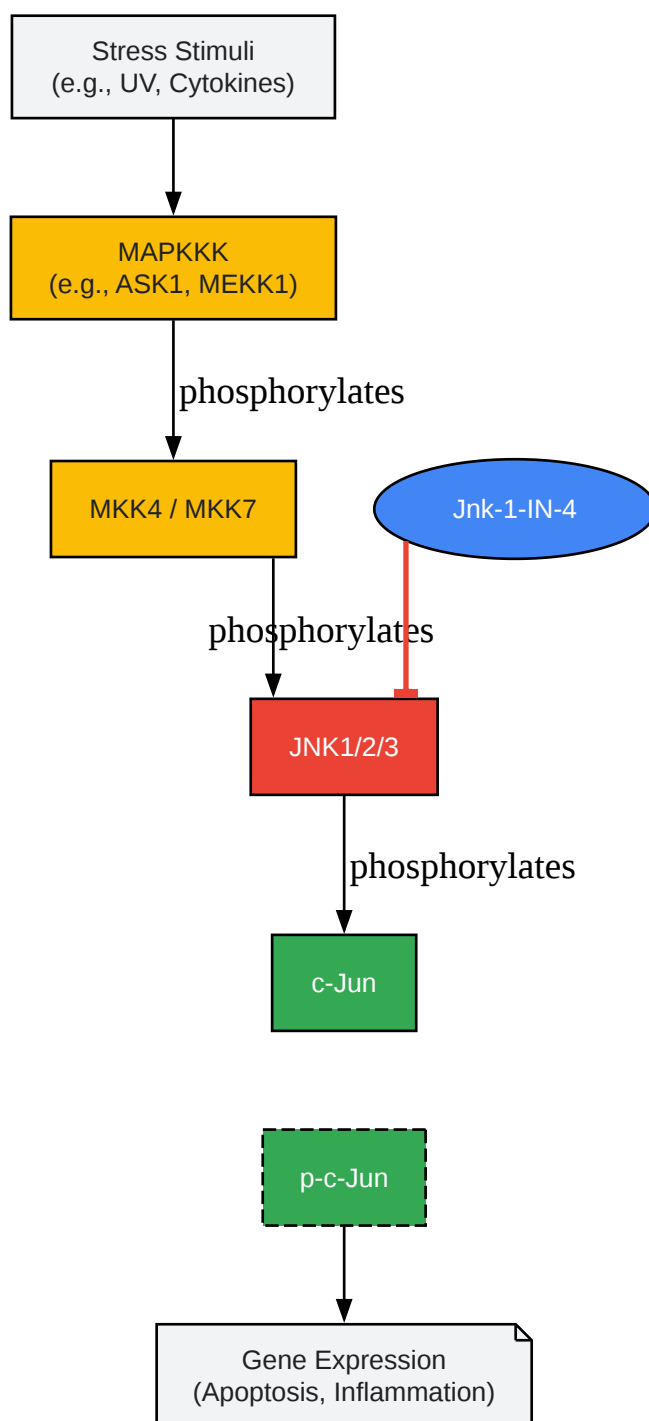 Stress Stimuli
(e.g., UV, Cytokines)
MAPKKK
(e.g., ASK1, MEKK1)
phosphorylates
MKK4 / MKK7
Jnk-1-IN-4
phosphorylates
JNK1/2/3
phosphorylates
c-Jun
p-c-Jun
Gene Expression
(Apoptosis, Inflammation)